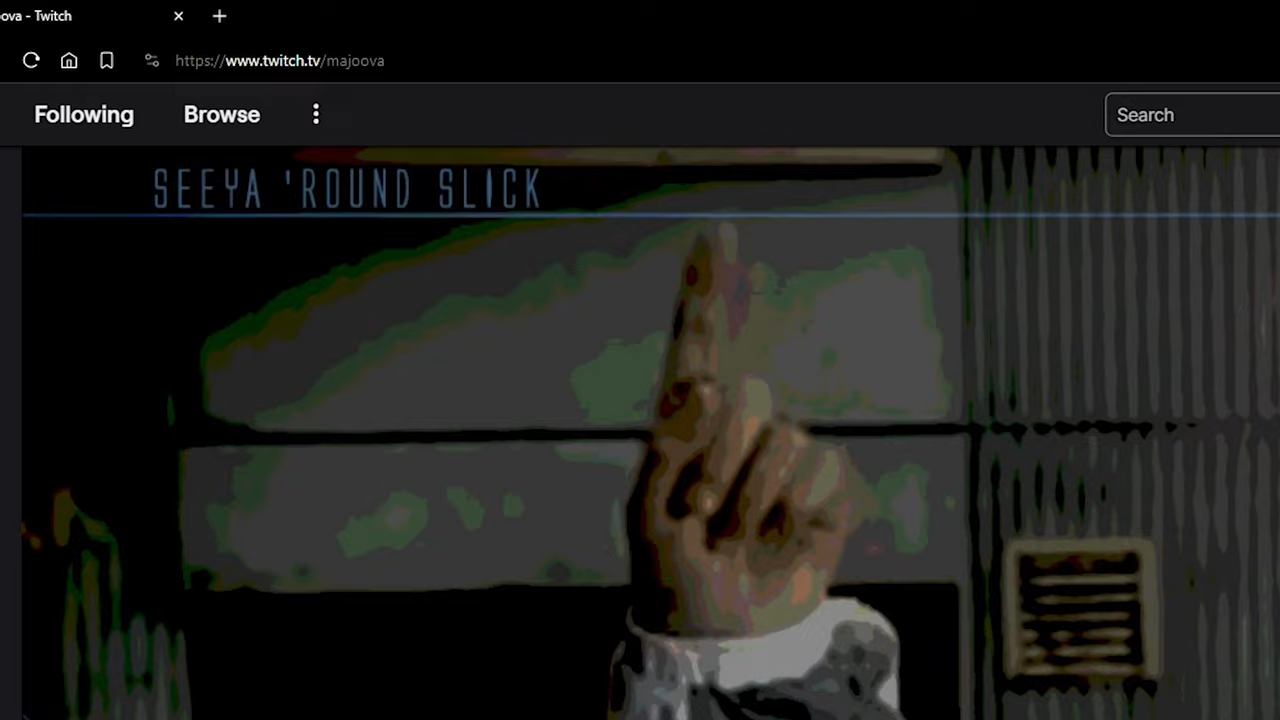 ova - Twitch
https://www.twitch.tv/majoova
Following
Browse
Search
SEEYA 'ROUND SLICK